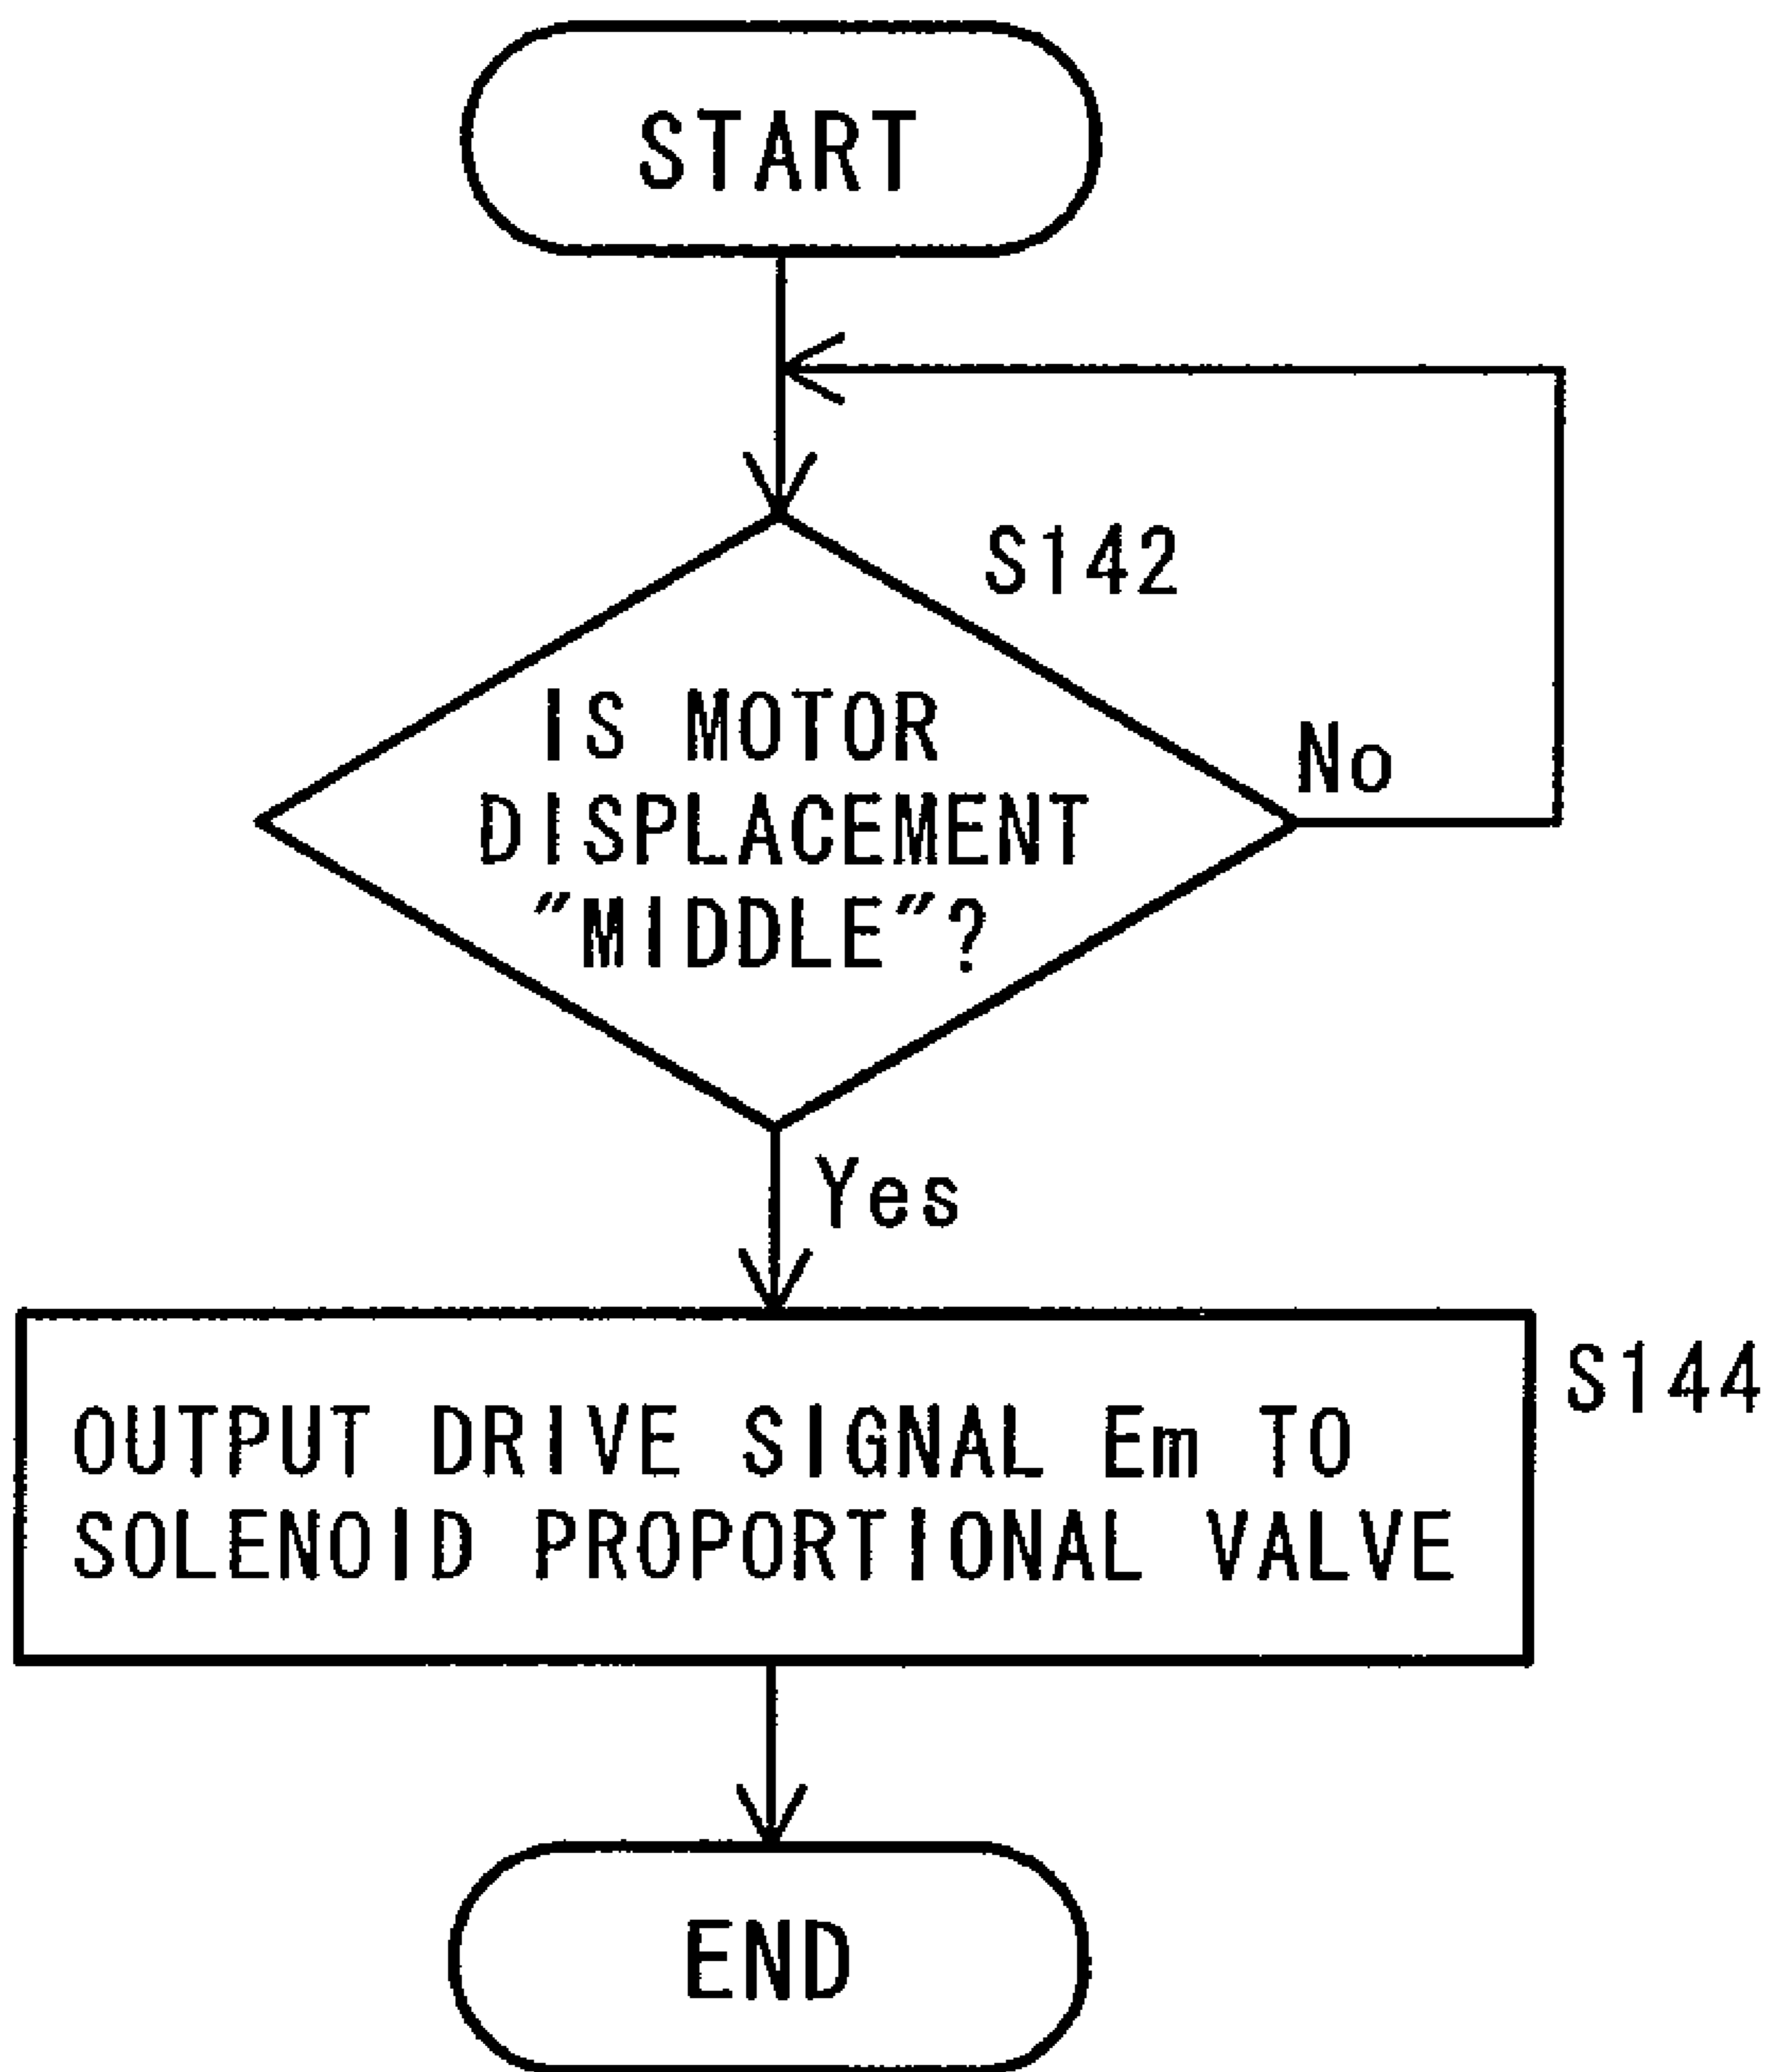 START
S142
IS MOTOR
DISPLACEMENT
"MIDDLE"?
No
Yes
S144
OUTPUT DRIVE SIGNAL Em TO
SOLENOID PROPORTIONAL VALVE
END